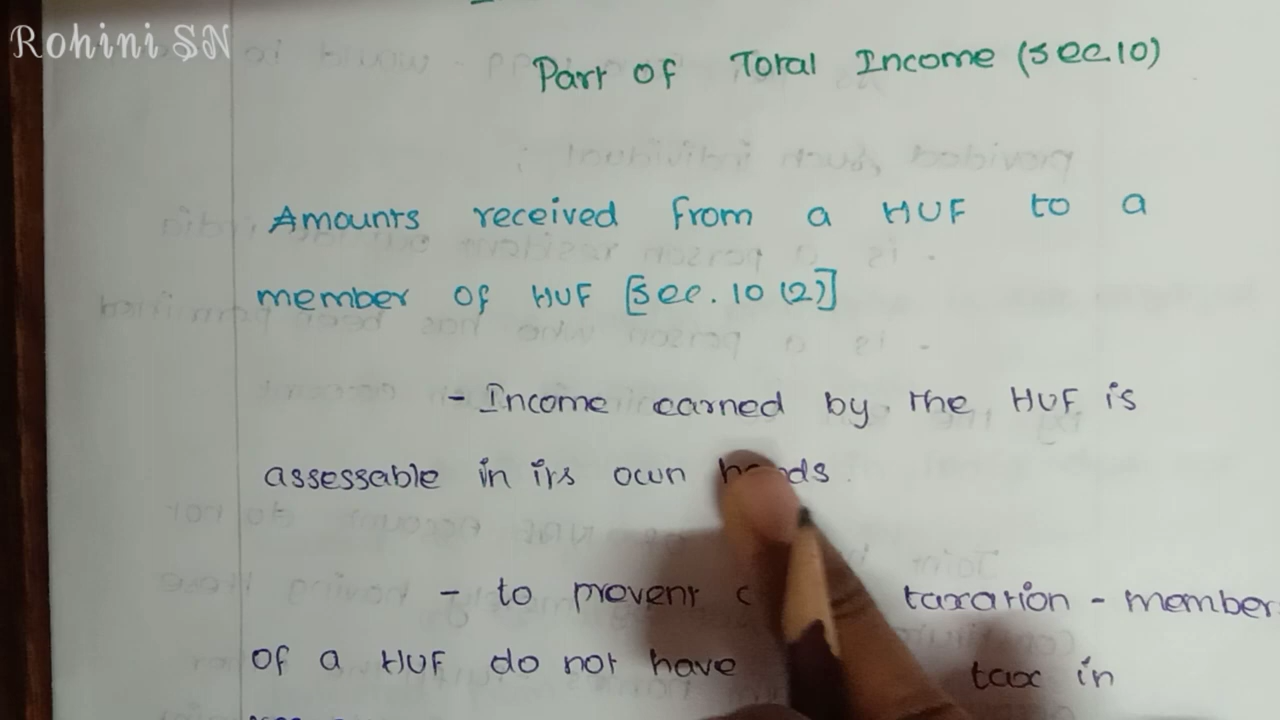 Rohini SN
Part of Total Income (Sec.10)
Amounts received from a HUF to a
member of HUF [Sec. 10 (2)]
- Income earned by the HUF is
assessable in its own hands.
- to prevent taxation - member
of a HUF do not have tax in